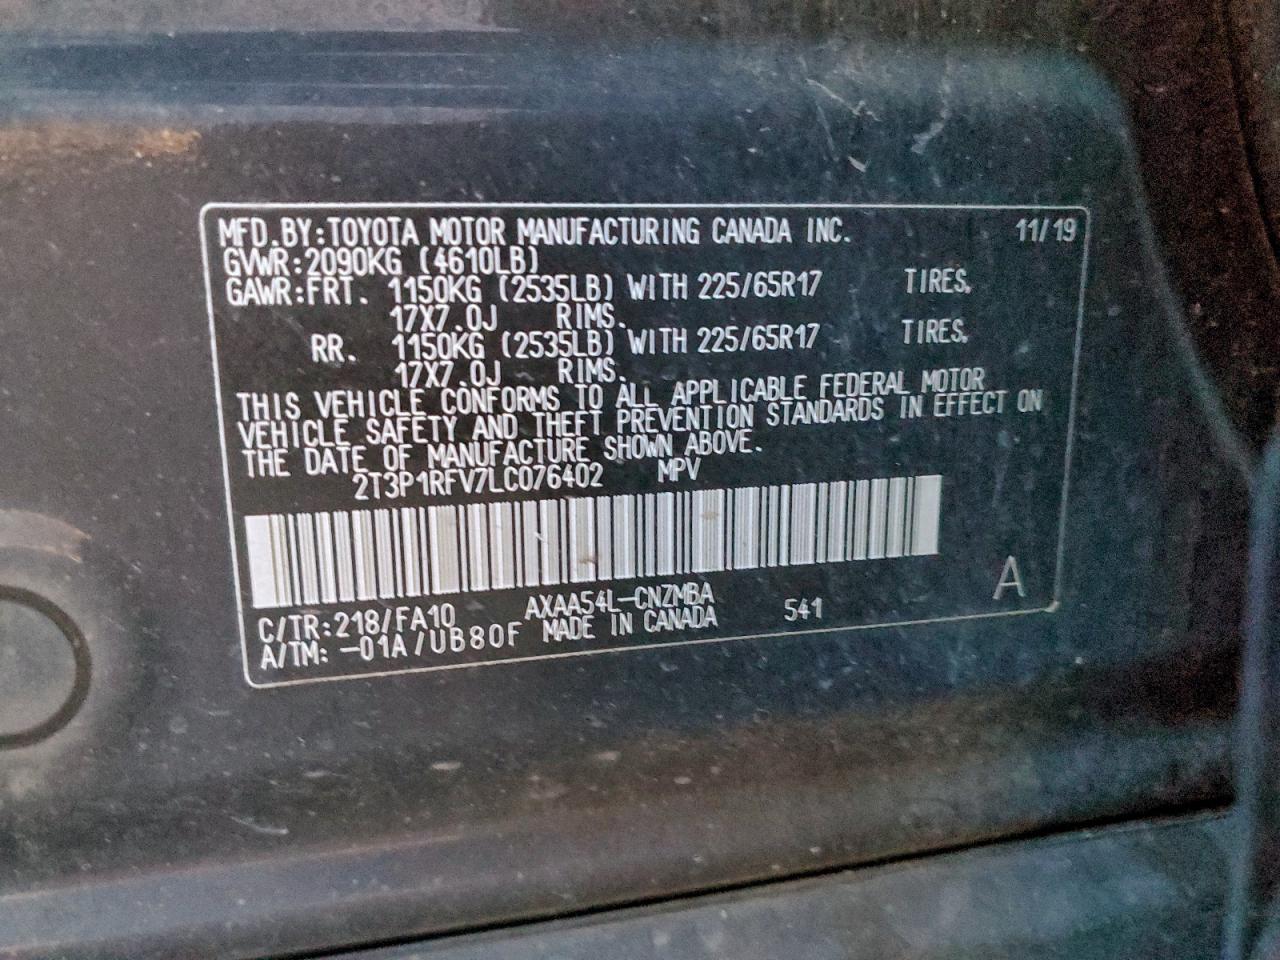 MFD.BY:TOYOTA MOTOR MANUFACTURING CANADA INC. 11/19
GVWR:2090KG (4610LB)
GAWR:FRT. 1150KG (2535LB) WITH 225/65R17 TIRES,
17X7.0J RIMS.
RR. 1150KG (2535LB) WITH 225/65R17 TIRES,
17X7.0J RIMS.
THIS VEHICLE CONFORMS TO ALL APPLICABLE FEDERAL MOTOR
VEHICLE SAFETY AND THEFT PREVENTION STANDARDS IN EFFECT ON
THE DATE OF MANUFACTURE SHOWN ABOVE.
2T3P1RFV7LC076402 MPV
A
C/TR:218/FA10 AXAA54L-CNZMBA 541
A/TM: -01A/UB80F MADE IN CANADA